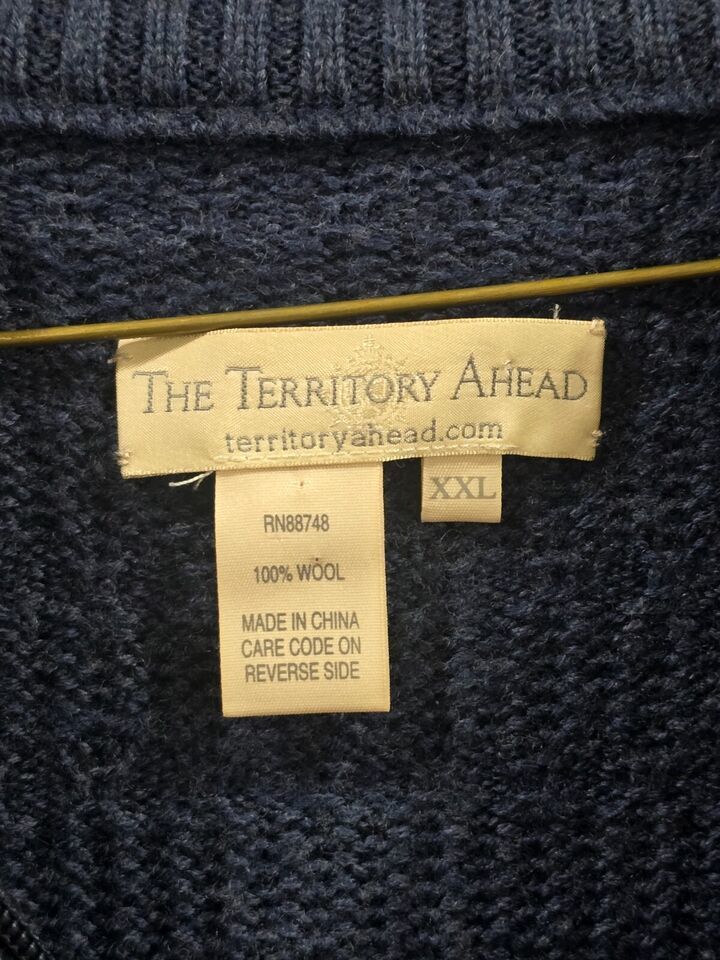 THE TERRITORY AHEAD
territoryahead.com
XXL
RN88748
100% WOOL
MADE IN CHINA
CARE CODE ON
REVERSE SIDE